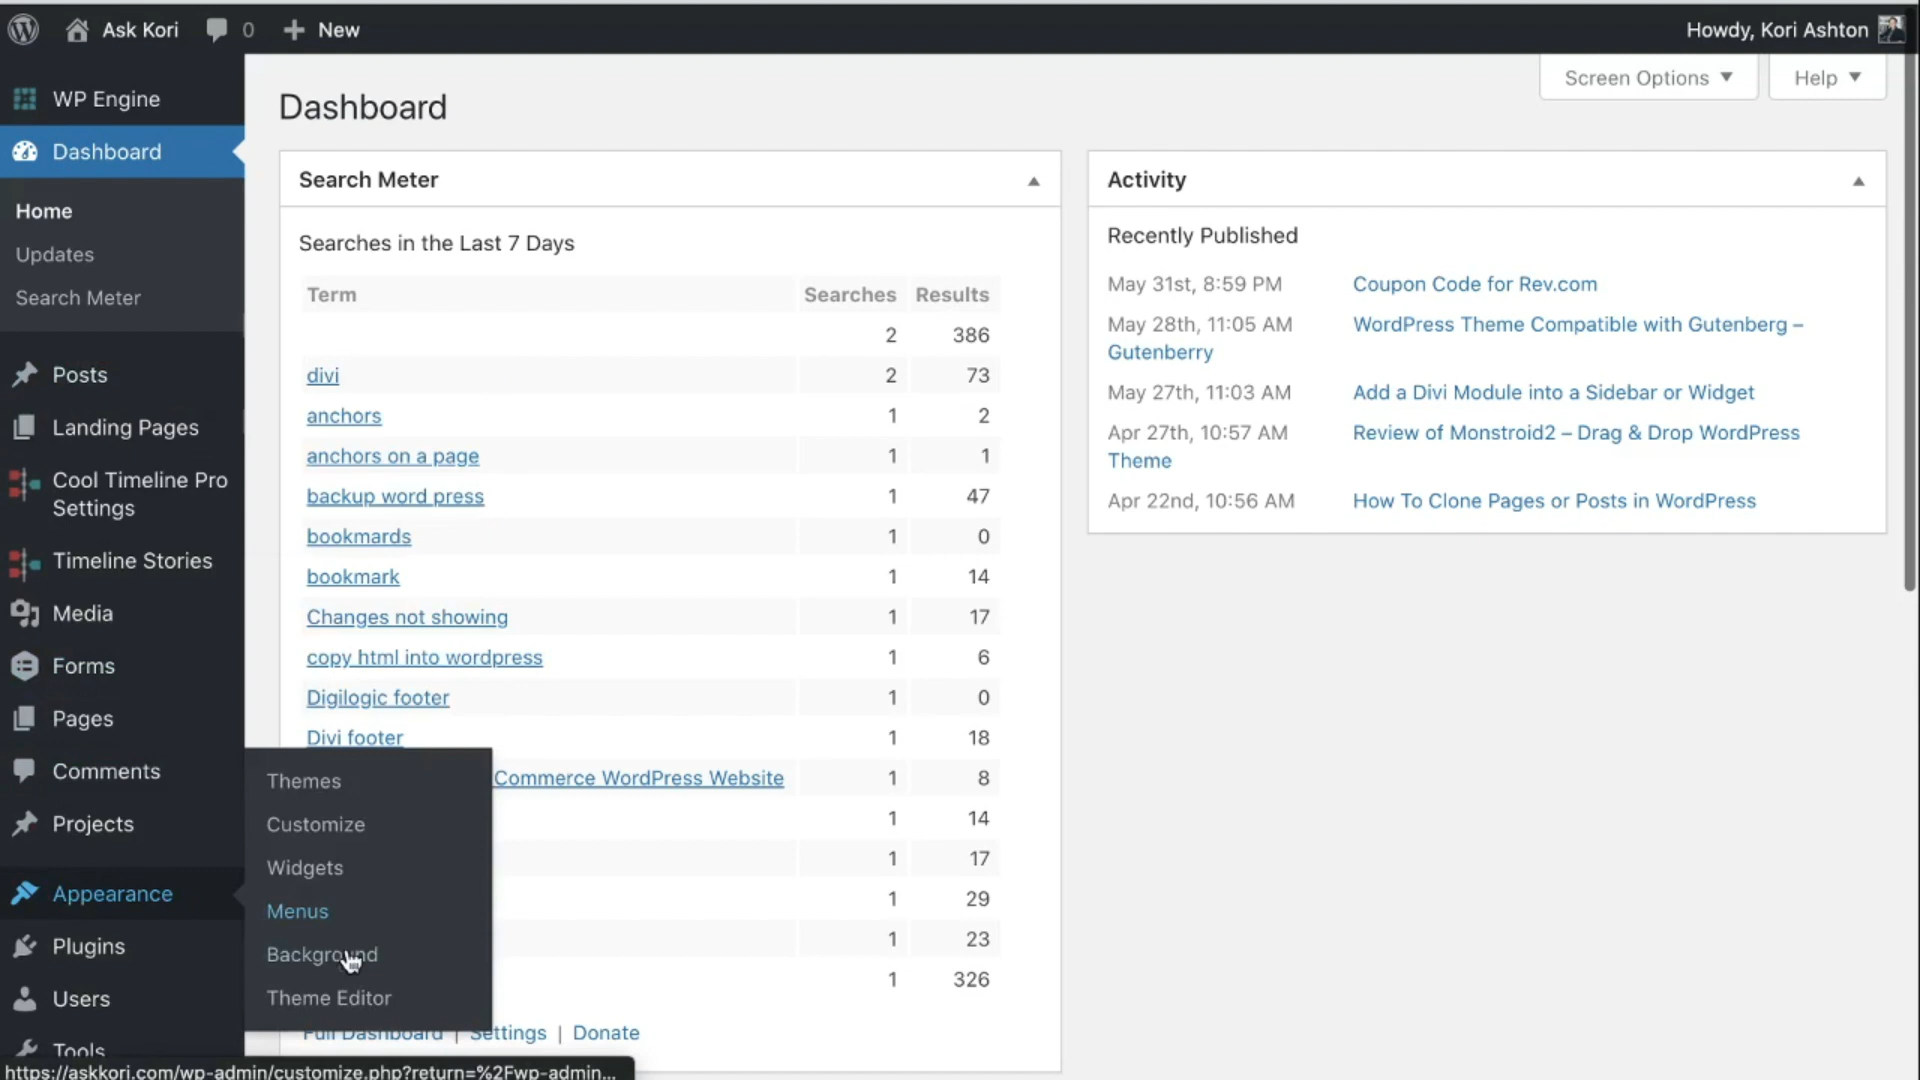 Ask Kori
0
New
Howdy, Kori Ashton
WP Engine
Dashboard
Home
Updates
Search Meter
Posts
Landing Pages
Cool Timeline Pro
Settings
Timeline Stories
Media
Forms
Pages
Comments
Projects
Appearance
Plugins
Users
Tools
Themes
Customize
Widgets
Menus
Background
Theme Editor
Screen Options
Help
Dashboard
Search Meter
Searches in the Last 7 Days
Term Searches Results
2 386
divi 2 73
anchors 1 2
anchors on a page 1 1
backup word press 1 47
bookmards 1 0
bookmark 1 14
Changes not showing 1 17
copy html into wordpress 1 6
Digilogic footer 1 0
Divi footer 1 18
Commerce WordPress Website 1 8
1 14
1 17
1 29
1 23
1 326
Full Dashboard | Settings | Donate
Activity
Recently Published
May 31st, 8:59 PM Coupon Code for Rev.com
May 28th, 11:05 AM WordPress Theme Compatible with Gutenberg –
Gutenberry
May 27th, 11:03 AM Add a Divi Module into a Sidebar or Widget
Apr 27th, 10:57 AM Review of Monstroid2 – Drag & Drop WordPress
Theme
Apr 22nd, 10:56 AM How To Clone Pages or Posts in WordPress
https://askkori.com/wp-admin/customize.php?return=%2Fwp-admin...